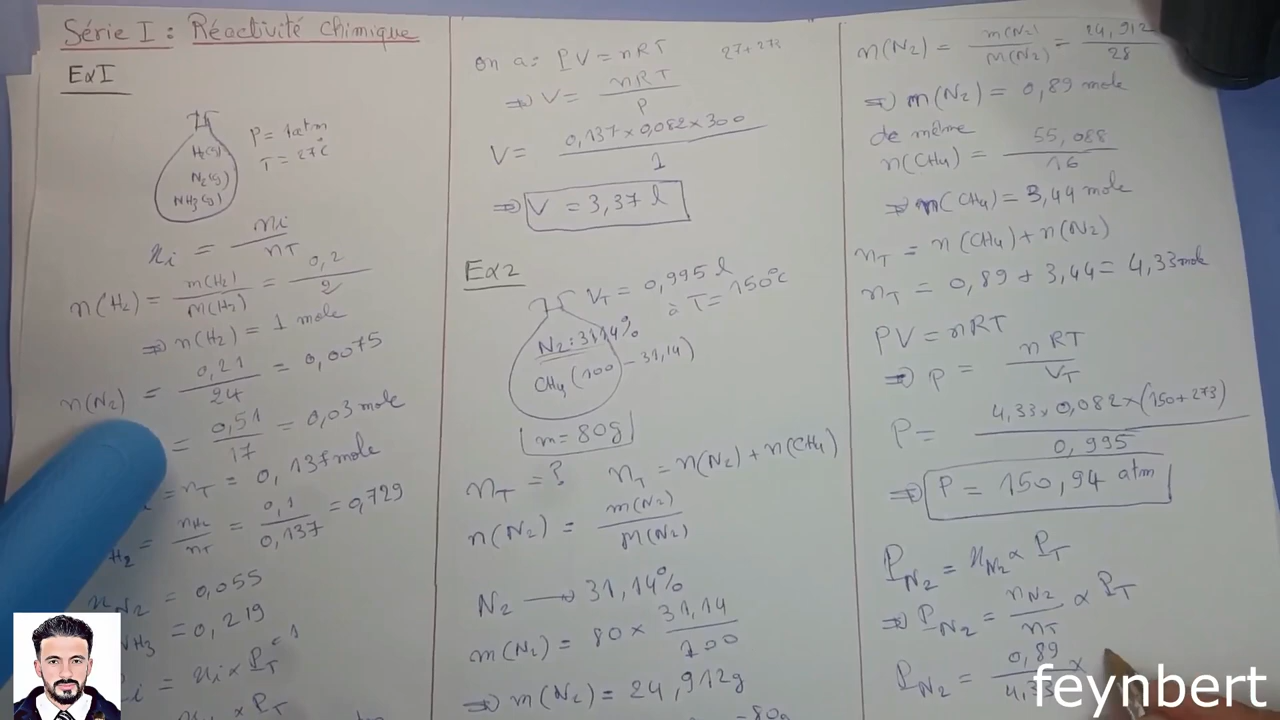 Série I : Réactivité chimique
ExI
P = 1atm
T = 27°C
H2(g)
N2(g)
NH3(g)
xi = ni / nT
n(H2) = m(H2) / M(H2) = 0,2 / 2
⇒ n(H2) = 1 mole
n(N2) = 0,21 / 24 = 0,0075
= 0,51 / 17 = 0,03 mole
= nT = 0,137 mole
H2 = nH2 / nT = 0,1 / 0,137 = 0,729
xN2 = 0,055
NH3 = 0,219
i = xi × PT
on a : PV = nRT
27+273
⇒ V = nRT / P
V = 0,137 × 0,082 × 300 / 1
⇒ V = 3,37 l
Ex2
VT = 0,995 l
à T = 150°C
N2 : 31,14%
CH4 (100 - 31,14)
m = 80g
nT = ? nT = n(N2) + n(CH4)
n(N2) = m(N2) / M(N2)
N2 → 31,14%
m(N2) = 80 × 31,14 / 100
⇒ m(N2) = 24,912g
n(N2) = m(N2) / M(N2) = 24,912 / 28
⇒ n(N2) = 0,89 mole
de même
n(CH4) = 55,088 / 16
⇒ n(CH4) = 3,44 mole
nT = n(CH4) + n(N2)
nT = 0,89 + 3,44 = 4,33 mole
PV = nRT
⇒ P = nRT / VT
P = 4,33 × 0,082 × (150+273) / 0,995
⇒ P = 150,94 atm
PN2 = xN2 × PT
⇒ PN2 = nN2 / nT × PT
PN2 = 0,89 / 4,33 ×
feynbert